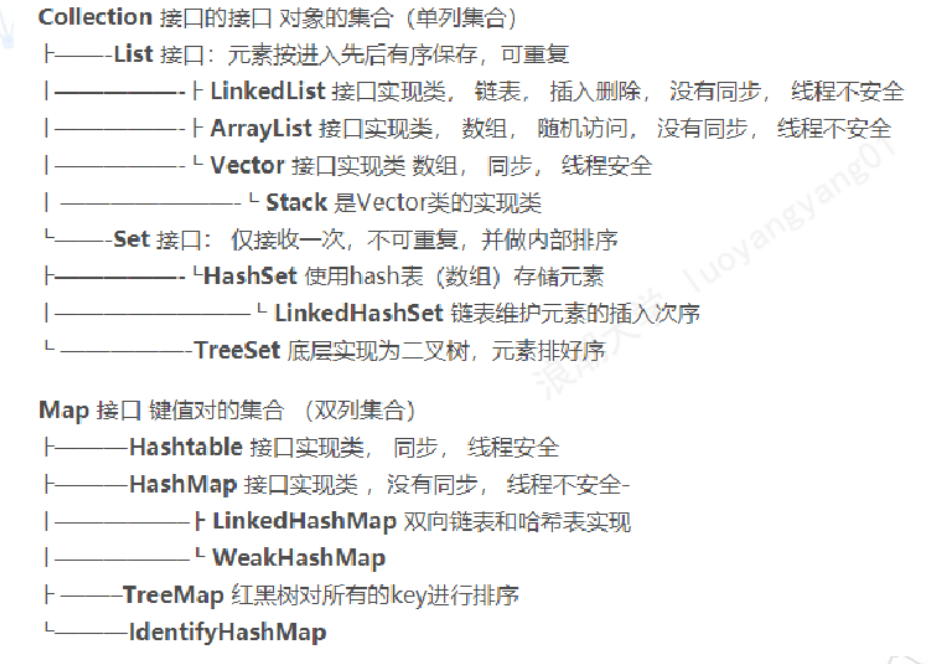 Collection 接口的接口 对象的集合（单列集合）
├———-List 接口：元素按进入先后有序保存，可重复
│—————-├ LinkedList 接口实现类， 链表， 插入删除， 没有同步， 线程不安全
│—————-├ ArrayList 接口实现类， 数组， 随机访问， 没有同步， 线程不安全
│—————-└ Vector 接口实现类 数组， 同步， 线程安全
│ ———————-└ Stack 是Vector类的实现类
└———-Set 接口： 仅接收一次，不可重复，并做内部排序
├—————-└HashSet 使用hash表（数组）存储元素
│————————└ LinkedHashSet 链表维护元素的插入次序
└ ————————-TreeSet 底层实现为二叉树，元素排好序
Map 接口 键值对的集合 （双列集合）
├———Hashtable 接口实现类， 同步， 线程安全
├———HashMap 接口实现类 ，没有同步， 线程不安全-
│—————–├ LinkedHashMap 双向链表和哈希表实现
│—————–└ WeakHashMap
├ ——–TreeMap 红黑树对所有的key进行排序
└———IdentifyHashMap
luoyangyang01